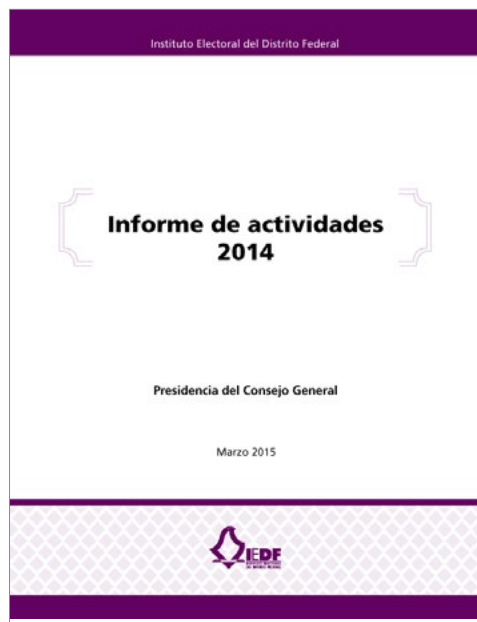 Instituto Electoral del Distrito Federal
Informe de actividades
2014
Presidencia del Consejo General
Marzo 2015
IEDF